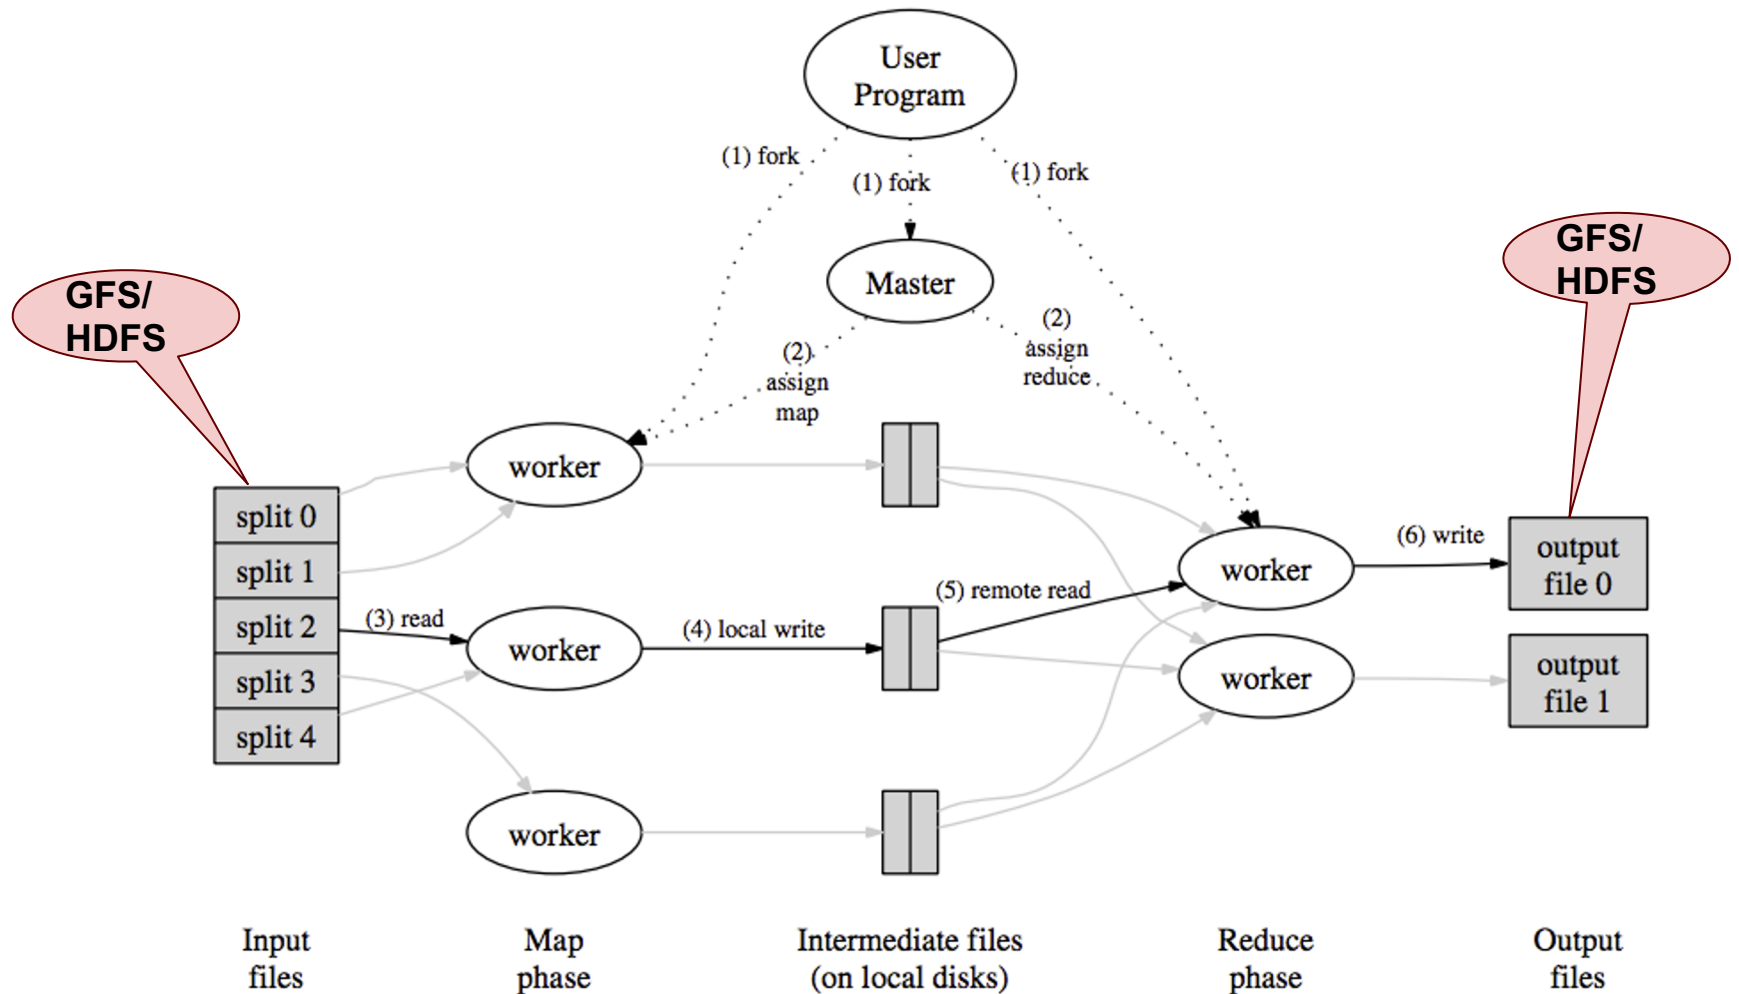 User
Program
(1) fork
(1) fork
(1) fork
Master
GFS/
HDFS
GFS/
HDFS
(2)
assign
map
(2)
assign
reduce
split 0
split 1
split 2
split 3
split 4
(3) read
worker
worker
worker
(4) local write
(5) remote read
worker
worker
(6) write
output
file 0
output
file 1
Input
files
Map
phase
Intermediate files
(on local disks)
Reduce
phase
Output
files